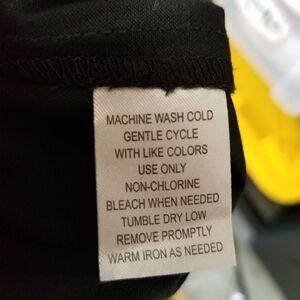 MACHINE WASH COLD
GENTLE CYCLE
WITH LIKE COLORS
USE ONLY
NON-CHLORINE
BLEACH WHEN NEEDED
TUMBLE DRY LOW
REMOVE PROMPTLY
WARM IRON AS NEEDED